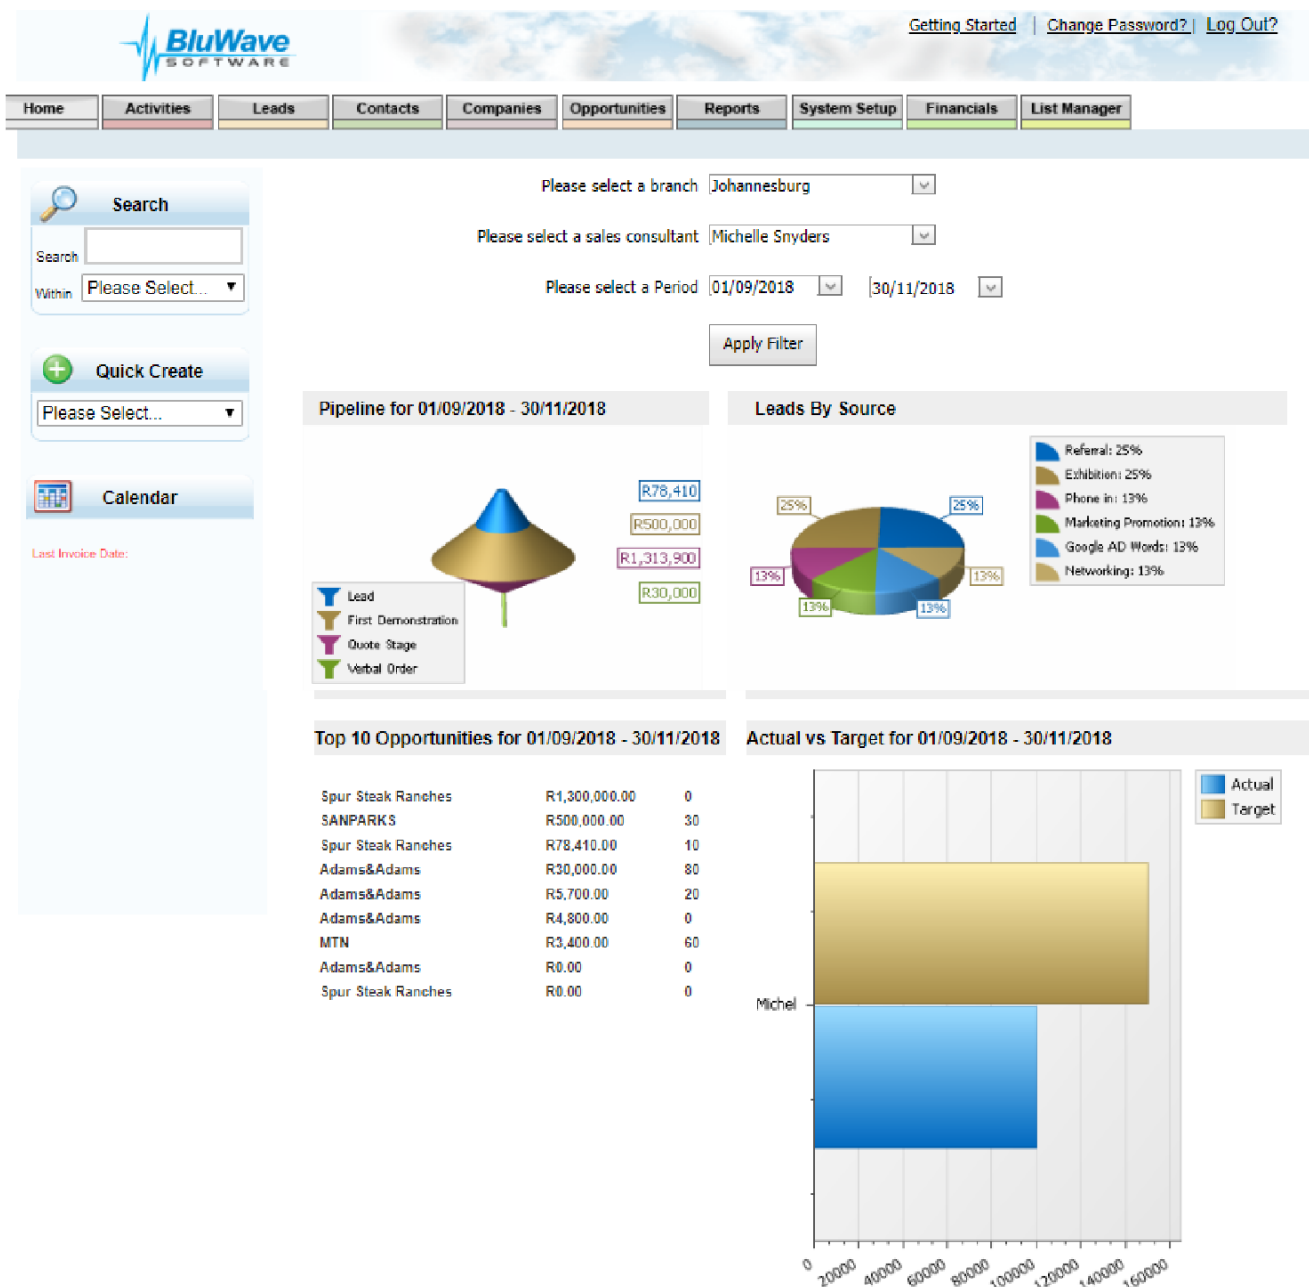 Getting Started | Change Password? | Log Out?
BluWave
SOFTWARE
Home Activities Leads Contacts Companies Opportunities Reports System Setup Financials List Manager
Search
Search
Within Please Select...
Quick Create
Please Select...
Calendar
Last Invoice Date:
Please select a branch Johannesburg
Please select a sales consultant Michelle Snyders
Please select a Period 01/09/2018 30/11/2018
Apply Filter
Pipeline for 01/09/2018 - 30/11/2018
R78,410
R500,000
R1,313,900
R30,000
Lead
First Demonstration
Quote Stage
Verbal Order
Leads By Source
25%
25%
13%
13%
13%
13%
Referral: 25%
Exhibition: 25%
Phone in: 13%
Marketing Promotion: 13%
Google AD Words: 13%
Networking: 13%
Top 10 Opportunities for 01/09/2018 - 30/11/2018
Spur Steak Ranches R1,300,000.00 0
SANPARKS R500,000.00 30
Spur Steak Ranches R78,410.00 10
Adams&Adams R30,000.00 80
Adams&Adams R5,700.00 20
Adams&Adams R4,800.00 0
MTN R3,400.00 60
Adams&Adams R0.00 0
Spur Steak Ranches R0.00 0
Actual vs Target for 01/09/2018 - 30/11/2018
Actual
Target
Michel
0 20000 40000 60000 80000 100000 120000 140000 160000